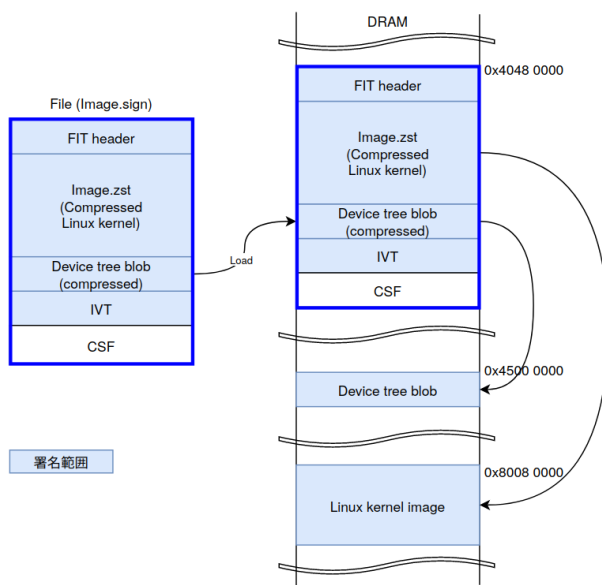 DRAM
0x4048 0000
File (Image.sign)
FIT header
Image.zst
(Compressed
Linux kernel)
Device tree blob
(compressed)
IVT
CSF
Load
FIT header
Image.zst
(Compressed
Linux kernel)
Device tree blob
(compressed)
IVT
CSF
0x4500 0000
Device tree blob
署名範囲
0x8008 0000
Linux kernel image